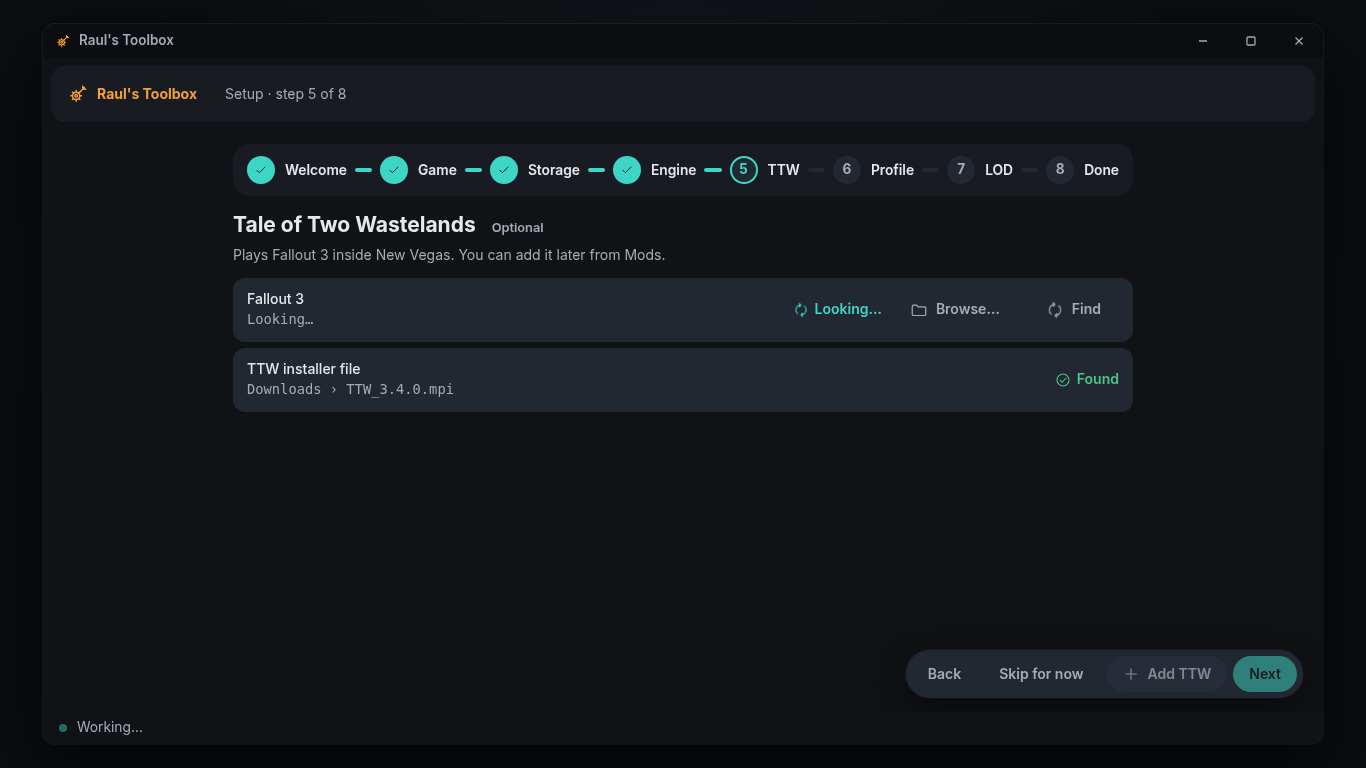 Raul's Toolbox
Raul's Toolbox Setup · step 5 of 8
Welcome Game Storage Engine 5 TTW 6 Profile 7 LOD 8 Done
Tale of Two Wastelands Optional
Plays Fallout 3 inside New Vegas. You can add it later from Mods.
Fallout 3
Looking…
Looking… Browse… Find
TTW installer file
Downloads › TTW_3.4.0.mpi
Found
Back Skip for now Add TTW Next
Working…